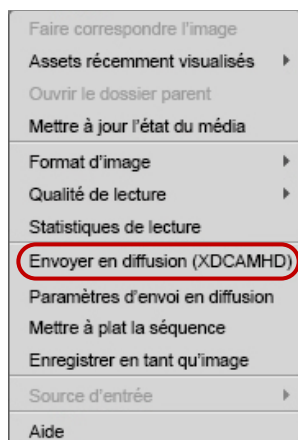 Faire correspondre l'image
Assets récemment visualisés
Ouvrir le dossier parent
Mettre à jour l'état du média
Format d'image
Qualité de lecture
Statistiques de lecture
Envoyer en diffusion (XDCAMHD)
Paramètres d'envoi en diffusion
Mettre à plat la séquence
Enregistrer en tant qu'image
Source d'entrée
Aide